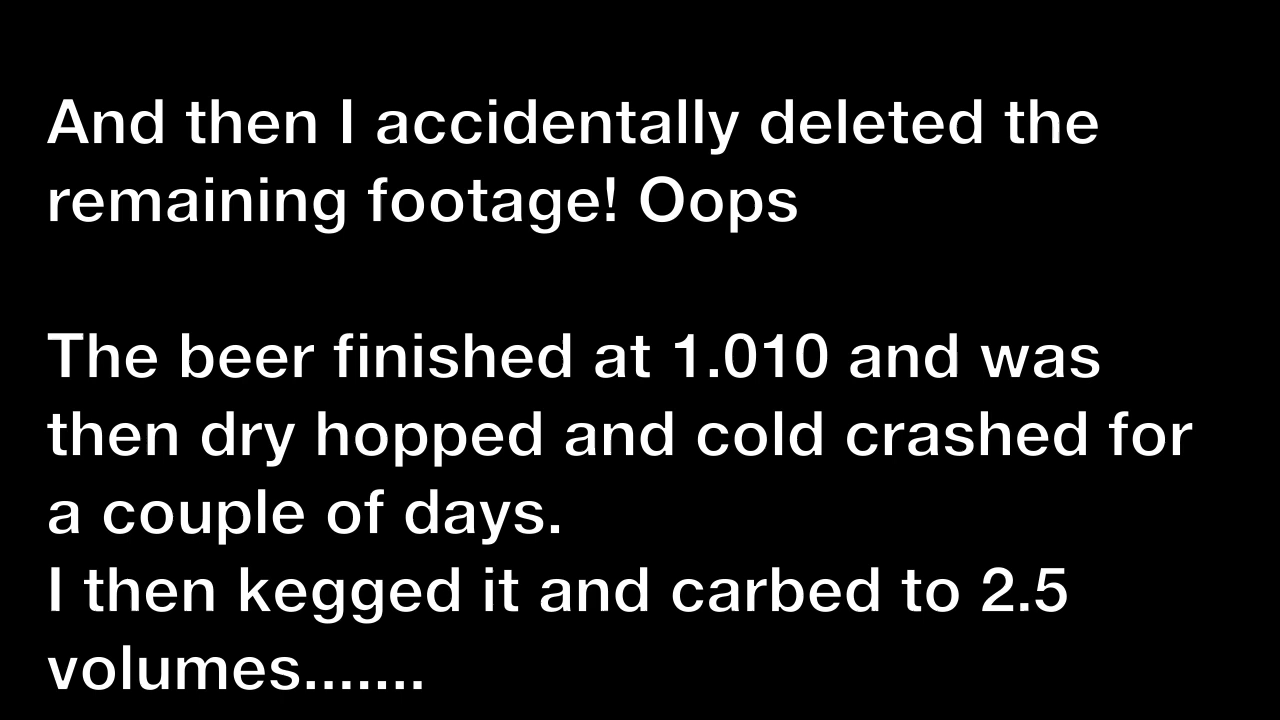 And then I accidentally deleted the
remaining footage! Oops
The beer finished at 1.010 and was
then dry hopped and cold crashed for
a couple of days.
I then kegged it and carbed to 2.5
volumes.......